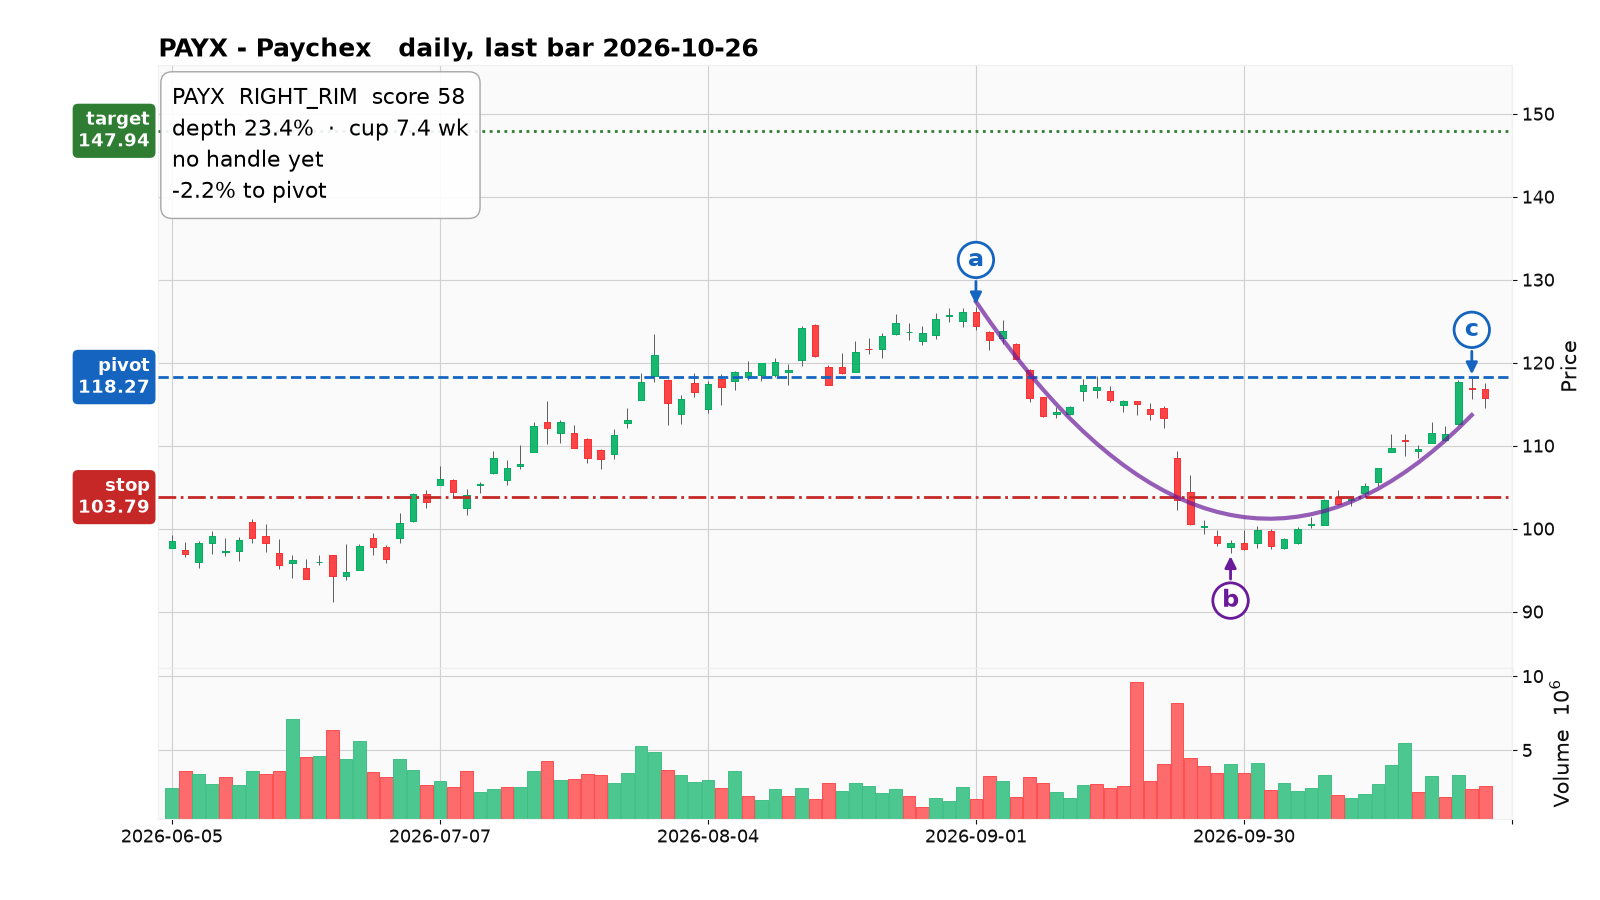 PAYX - Paychex   daily, last bar 2026-10-26
PAYX  RIGHT_RIM  score 58
depth 23.4%  ·  cup 7.4 wk
no handle yet
-2.2% to pivot
target
147.94
pivot
118.27
stop
103.79
a
b
c
150
140
130
120
110
100
90
Price
10
5
Volume  10⁶
2026-06-05
2026-07-07
2026-08-04
2026-09-01
2026-09-30